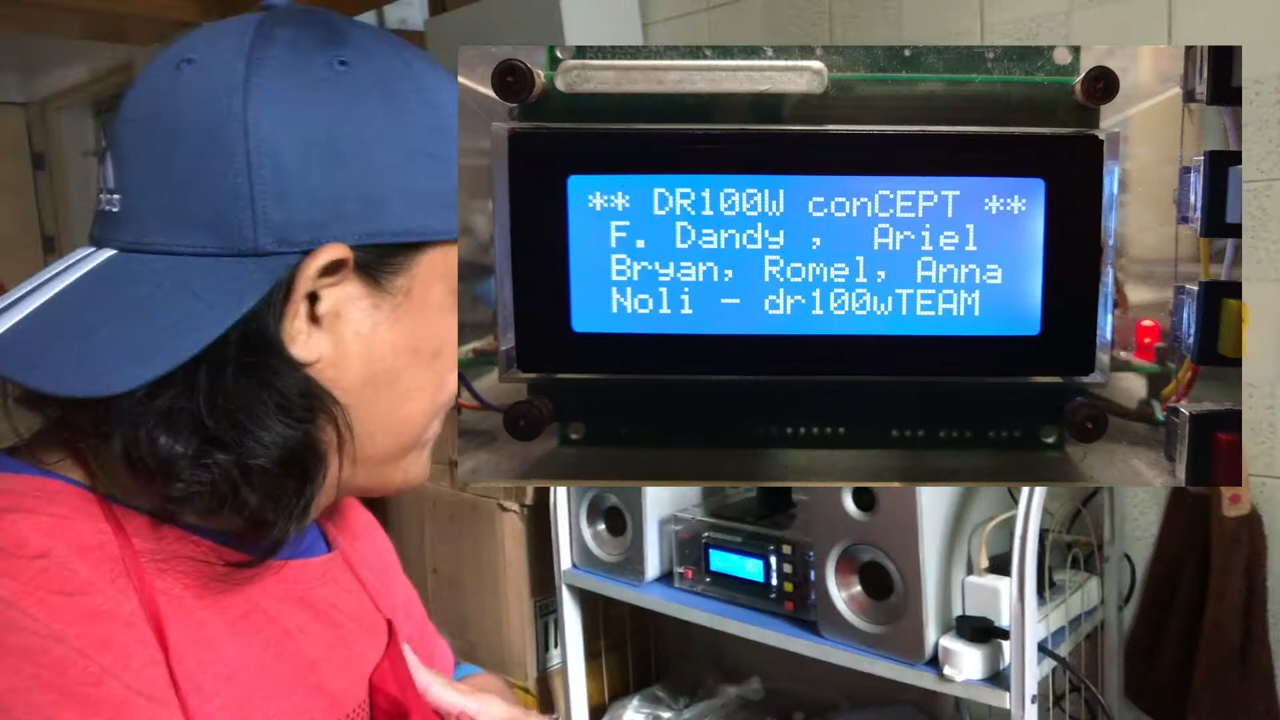 ** DR100W conCEPT **
F. Dandy , Ariel
Bryan, Romel, Anna
Noli - dr100wTEAM